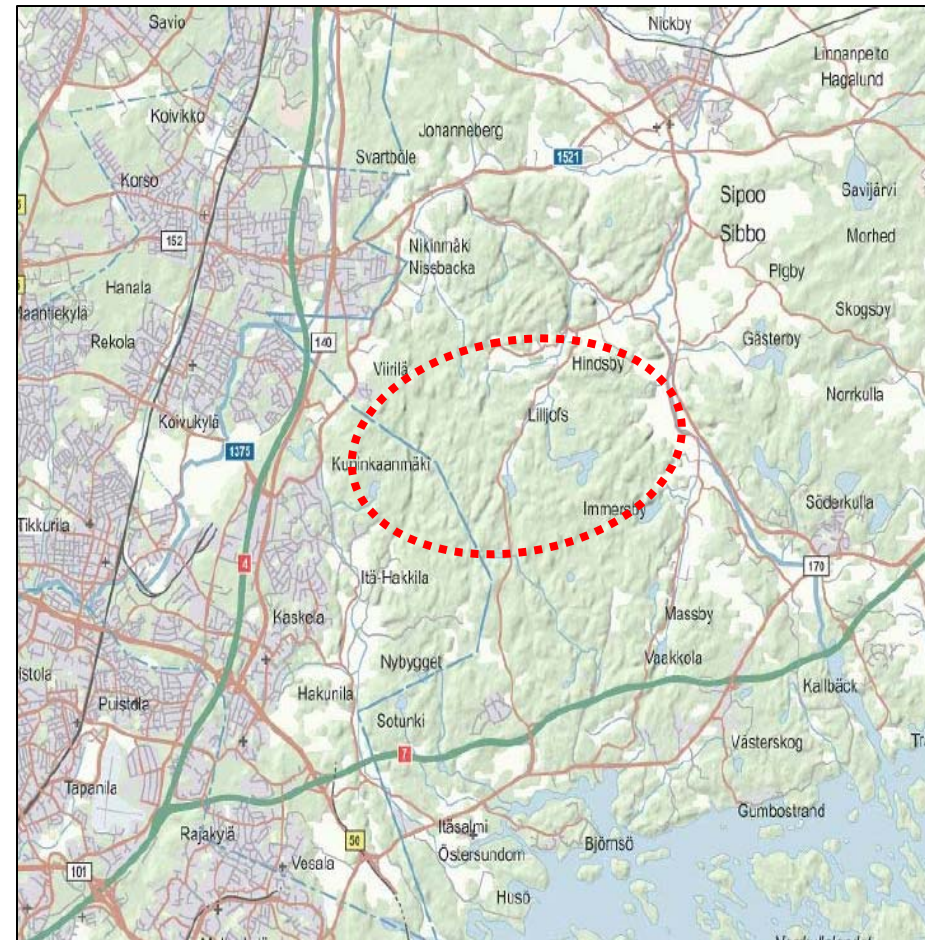 Savio
Nickby
Linnanpelto
Hagalund
Koivikko
Johanneberg
Svartböle
1521
Korso
Sipoo
Savijärvi
Sibbo
152
Nikinmäki
Nissbacka
Morhed
Pigby
Hanala
Skogsby
Maantiekylä
Rekola
140
Gästerby
Viirilä
Hindsby
Norrkulla
Koivukylä
Lilljofs
1375
Kuninkaanmäki
Immersby
Söderkulla
Tikkurila
4
Itä-Hakkila
170
Kaskela
Massby
Nybygget
Vaakkola
Hakunila
Kallbäck
Puistola
Sotunki
7
Västerskog
Tapanila
Gumbostrand
Rajakylä
Itäsalmi
Östersundom
Björnsö
50
Vesala
101
Husö